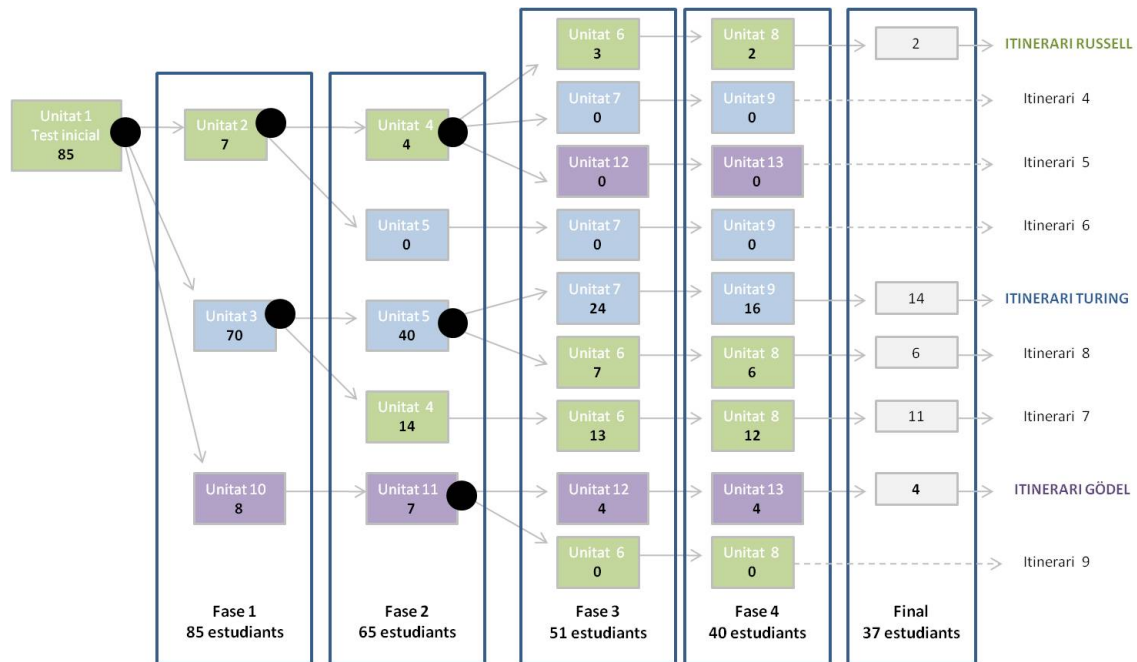 Unitat 1
Test inicial
85
Unitat 2
7
Unitat 3
70
Unitat 10
8
Fase 1
85 estudiants
Unitat 4
4
Unitat 5
0
Unitat 5
40
Unitat 4
14
Unitat 11
7
Fase 2
65 estudiants
Unitat 6
3
Unitat 7
0
Unitat 12
0
Unitat 7
0
Unitat 7
24
Unitat 6
7
Unitat 6
13
Unitat 12
4
Unitat 6
0
Fase 3
51 estudiants
Unitat 8
2
Unitat 9
0
Unitat 13
0
Unitat 9
0
Unitat 9
16
Unitat 8
6
Unitat 8
12
Unitat 13
4
Unitat 8
0
Fase 4
40 estudiants
2
14
6
11
4
Final
37 estudiants
ITINERARI RUSSELL
Itinerari 4
Itinerari 5
Itinerari 6
ITINERARI TURING
Itinerari 8
Itinerari 7
ITINERARI GÖDEL
Itinerari 9